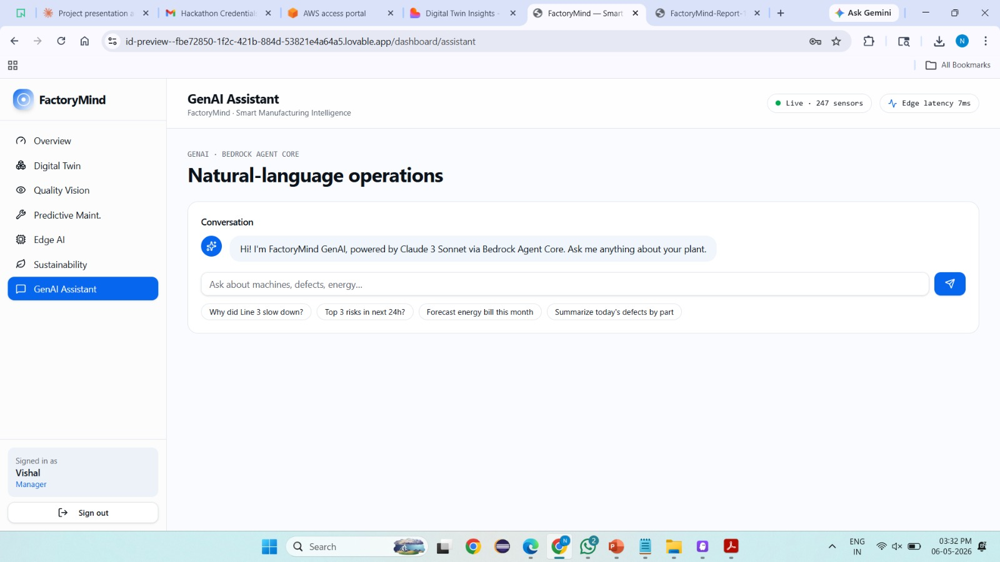 Project presentation a
Hackathon Credential
AWS access portal
Digital Twin Insights -
FactoryMind — Smart
FactoryMind-Report-1
Ask Gemini
id-preview--fbe72850-1f2c-421b-884d-53821e4a64a5.lovable.app/dashboard/assistant
N
All Bookmarks
FactoryMind
Overview
Digital Twin
Quality Vision
Predictive Maint.
Edge AI
Sustainability
GenAI Assistant
Signed in as
Vishal
Manager
Sign out
GenAI Assistant
FactoryMind · Smart Manufacturing Intelligence
Live · 247 sensors
Edge latency 7ms
GENAI · BEDROCK AGENT CORE
Natural-language operations
Conversation
Hi! I'm FactoryMind GenAI, powered by Claude 3 Sonnet via Bedrock Agent Core. Ask me anything about your plant.
Ask about machines, defects, energy...
Why did Line 3 slow down?
Top 3 risks in next 24h?
Forecast energy bill this month
Summarize today's defects by part
Search
N
2
P
ENG
IN
03:32 PM
06-05-2026